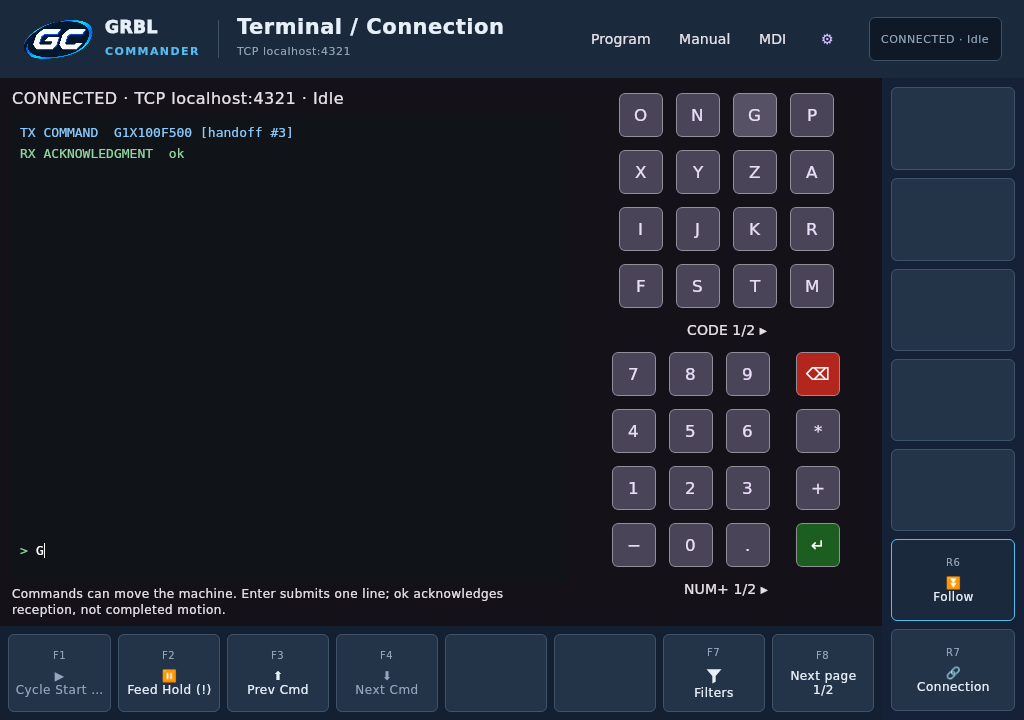 GC
GRBL
COMMANDER
Terminal / Connection
TCP localhost:4321
Program
Manual
MDI
⚙
CONNECTED · Idle
CONNECTED · TCP localhost:4321 · Idle
TX COMMAND  G1X100F500 [handoff #3]
RX ACKNOWLEDGMENT  ok
> G
Commands can move the machine. Enter submits one line; ok acknowledges
reception, not completed motion.
O N G P
X Y Z A
I J K R
F S T M
CODE 1/2 ▸
7 8 9 ⌫
4 5 6 *
1 2 3 +
− 0 . ↵
NUM+ 1/2 ▸
R6
⏬
Follow
R7
🔗
Connection
F1
▶
Cycle Start ...
F2
⏸
Feed Hold (!)
F3
⬆
Prev Cmd
F4
⬇
Next Cmd
F7
Filters
F8
Next page
1/2